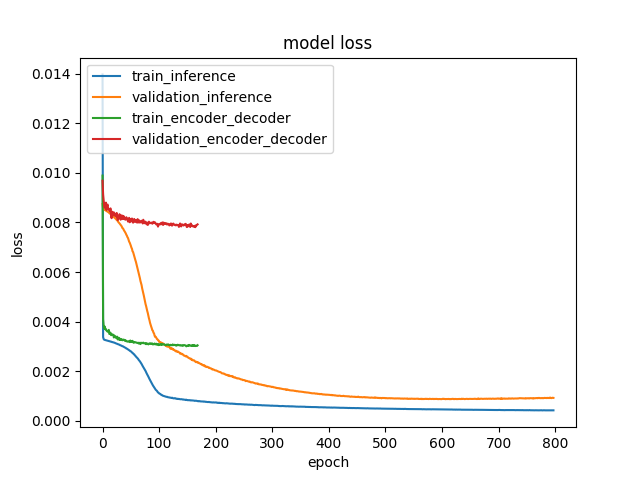 model loss
train_inference
validation_inference
train_encoder_decoder
validation_encoder_decoder
loss
0.014
0.012
0.010
0.008
0.006
0.004
0.002
0.000
0 100 200 300 400 500 600 700 800
epoch